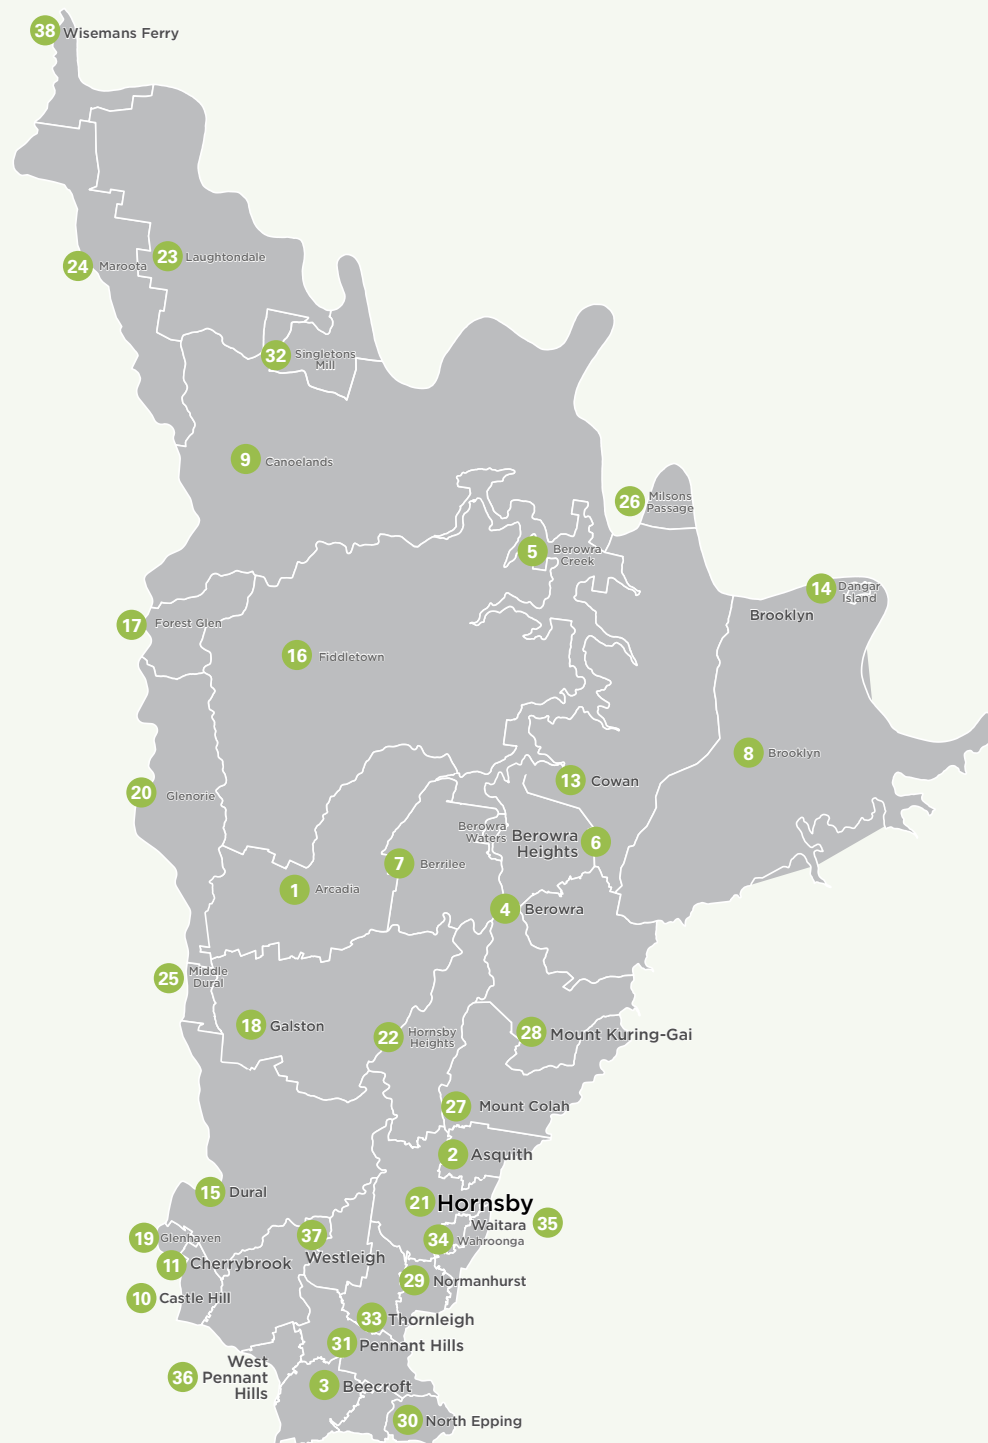 38 Wisemans Ferry
23 Laughtondale
24 Maroota
32 Singletons
Mill
9 Canoelands
26 Milsons
Passage
5 Berowra
Creek
14 Dangar
Island
Brooklyn
17 Forest Glen
16 Fiddletown
8 Brooklyn
13 Cowan
20 Glenorie
Berowra
Waters
Berowra
Heights 6
7 Berrilee
1 Arcadia
4 Berowra
25 Middle
Dural
18 Galston
22 Hornsby
Heights
28 Mount Kuring-Gai
27 Mount Colah
2 Asquith
15 Dural
21 Hornsby
Waitara 35
19 Glenhaven
37
Westleigh
34 Wahroonga
11 Cherrybrook
29 Normanhurst
10 Castle Hill
33 Thornleigh
31 Pennant Hills
36 West
Pennant
Hills
3 Beecroft
30 North Epping